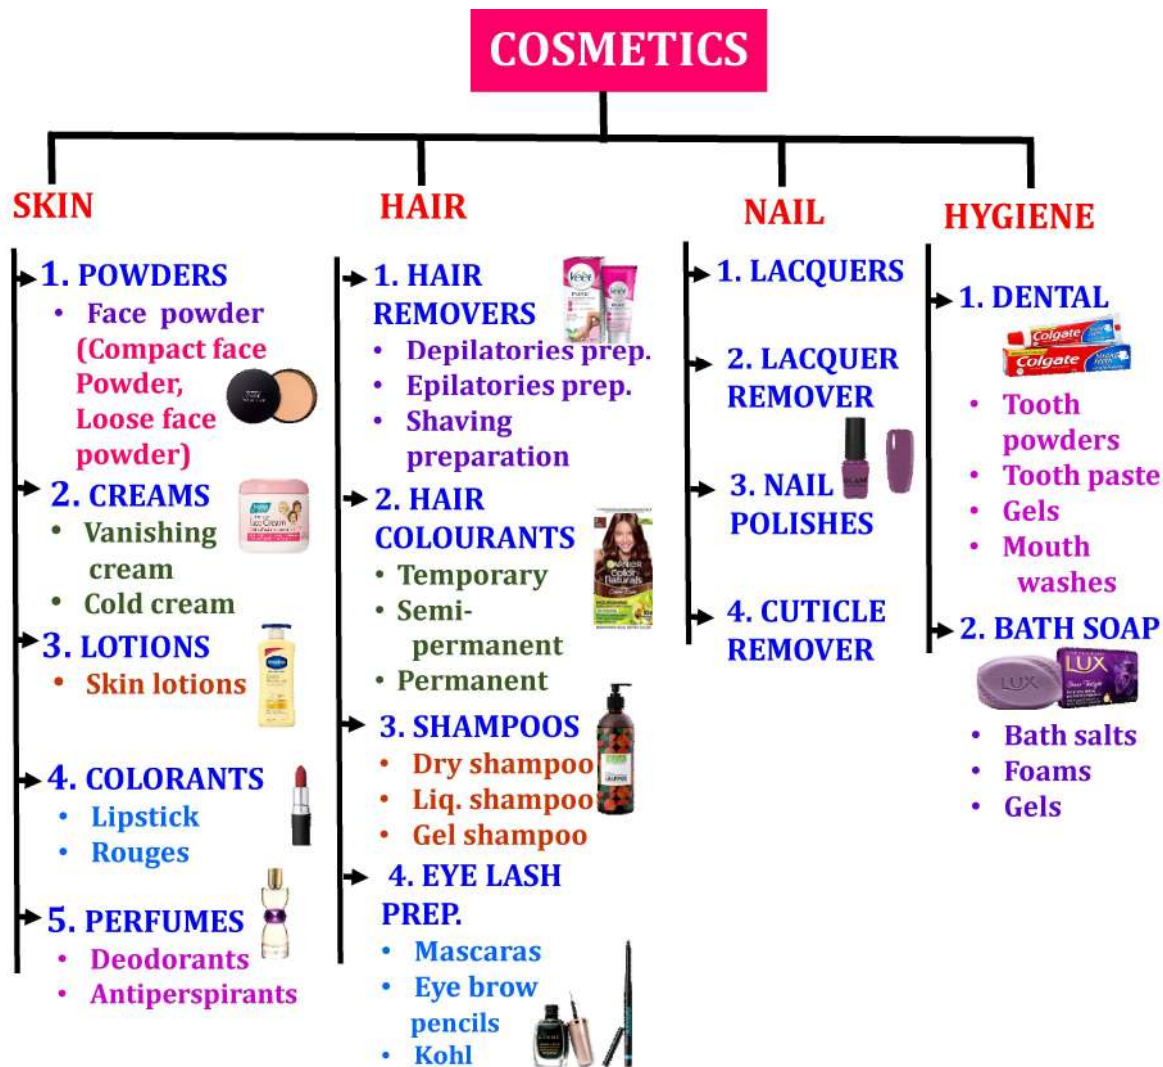 COSMETICS
SKIN
1. POWDERS
• Face powder
(Compact face
Powder,
Loose face
powder)
2. CREAMS
• Vanishing
cream
• Cold cream
3. LOTIONS
• Skin lotions
4. COLORANTS
• Lipstick
• Rouges
5. PERFUMES
• Deodorants
• Antiperspirants
HAIR
1. HAIR
REMOVERS
Veet
• Depilatories prep.
• Epilatories prep.
• Shaving
preparation
2. HAIR
COLOURANTS
GARNIER
Color
Naturals
• Temporary
• Semi-
permanent
• Permanent
3. SHAMPOOS
• Dry shampoo
• Liq. shampoo
• Gel shampoo
4. EYE LASH
PREP.
• Mascaras
• Eye brow
pencils
• Kohl
NAIL
1. LACQUERS
2. LACQUER
REMOVER
3. NAIL
POLISHES
4. CUTICLE
REMOVER
HYGIENE
1. DENTAL
Colgate
Colgate
• Tooth
powders
• Tooth paste
• Gels
• Mouth
washes
2. BATH SOAP
LUX
LUX
• Bath salts
• Foams
• Gels